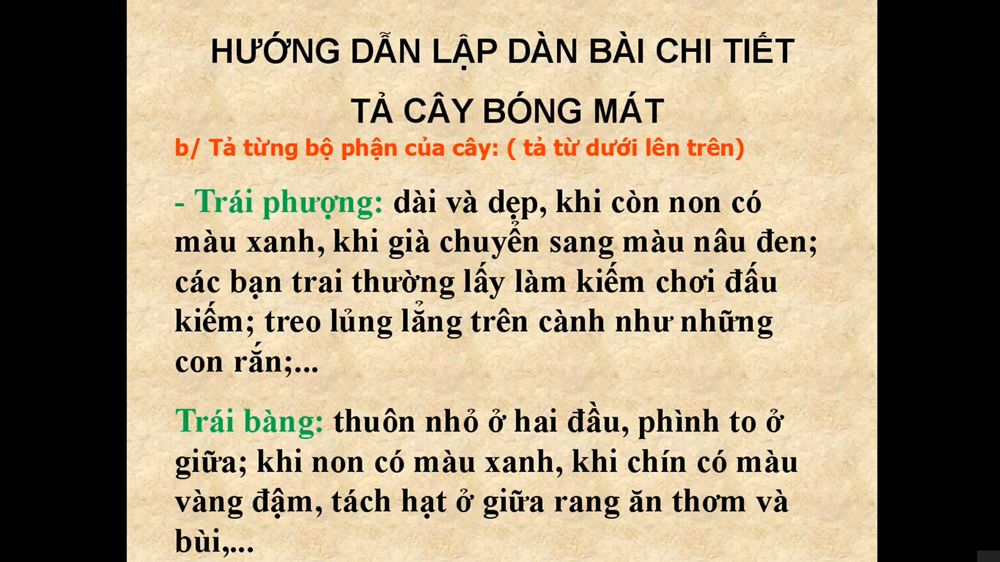 HƯỚNG DẪN LẬP DÀN BÀI CHI TIẾT
TẢ CÂY BÓNG MÁT
b/ Tả từng bộ phận của cây: ( tả từ dưới lên trên)
- Trái phượng: dài và dẹp, khi còn non có
màu xanh, khi già chuyển sang màu nâu đen;
các bạn trai thường lấy làm kiếm chơi đấu
kiếm; treo lủng lẳng trên cành như những
con rắn;...
Trái bàng: thuôn nhỏ ở hai đầu, phình to ở
giữa; khi non có màu xanh, khi chín có màu
vàng đậm, tách hạt ở giữa rang ăn thơm và
bùi,...